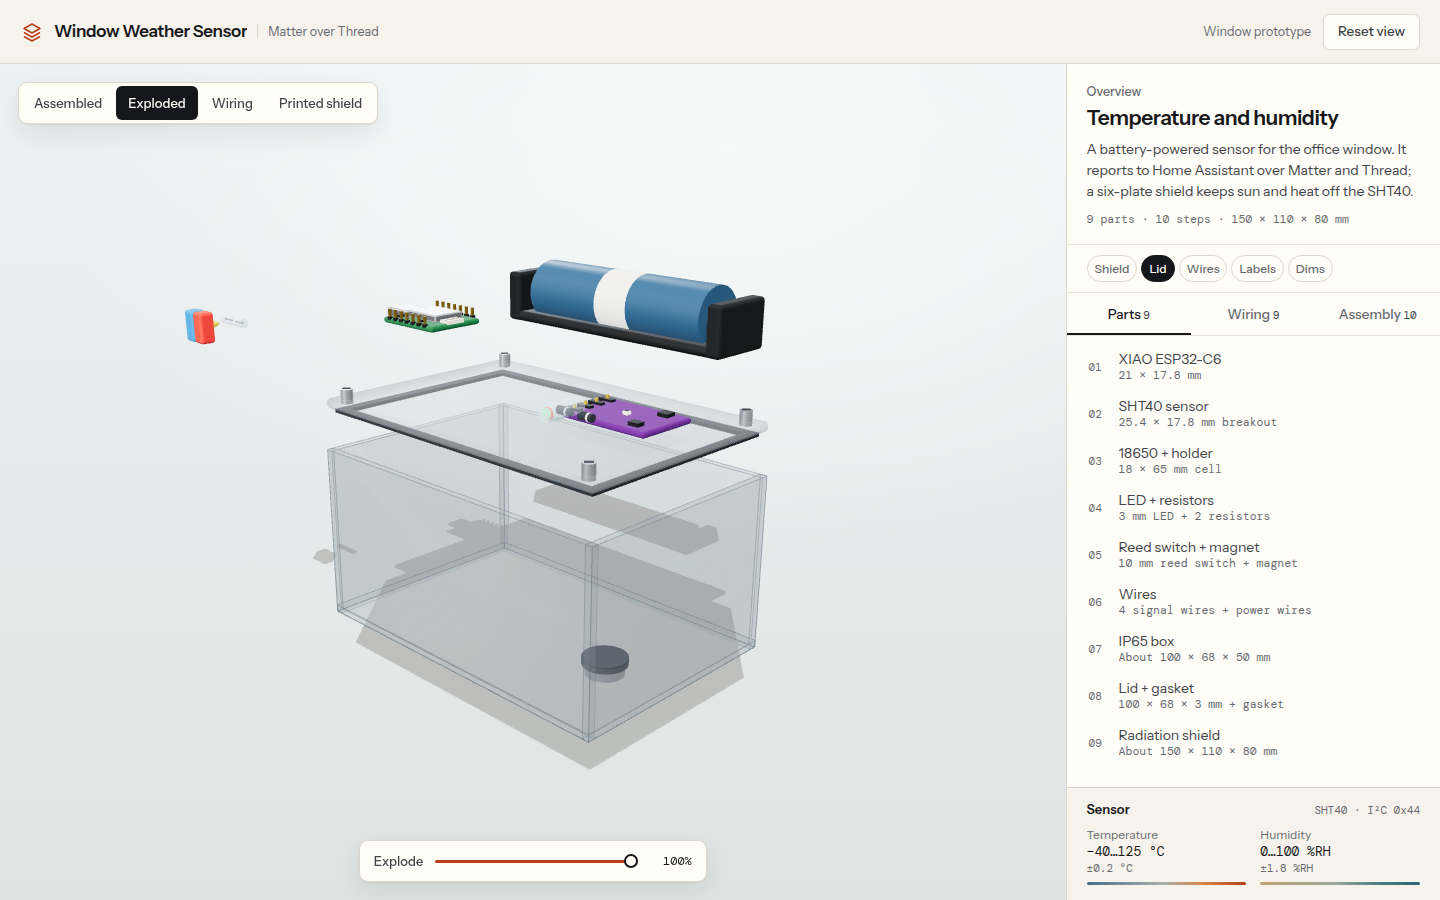 Window Weather Sensor
Matter over Thread
Window prototype
Reset view
Assembled
Exploded
Wiring
Printed shield
Overview
Temperature and humidity
A battery-powered sensor for the office window. It
reports to Home Assistant over Matter and Thread;
a six-plate shield keeps sun and heat off the SHT40.
9 parts · 10 steps · 150 × 110 × 80 mm
Shield
Lid
Wires
Labels
Dims
Parts 9
Wiring 9
Assembly 10
01
XIAO ESP32-C6
21 × 17.8 mm
02
SHT40 sensor
25.4 × 17.8 mm breakout
03
18650 + holder
18 × 65 mm cell
04
LED + resistors
3 mm LED + 2 resistors
05
Reed switch + magnet
10 mm reed switch + magnet
06
Wires
4 signal wires + power wires
07
IP65 box
About 100 × 68 × 50 mm
08
Lid + gasket
100 × 68 × 3 mm + gasket
09
Radiation shield
About 150 × 110 × 80 mm
Sensor
SHT40 · I²C 0x44
Temperature
−40…125 °C
±0.2 °C
Humidity
0…100 %RH
±1.8 %RH
Explode
100%